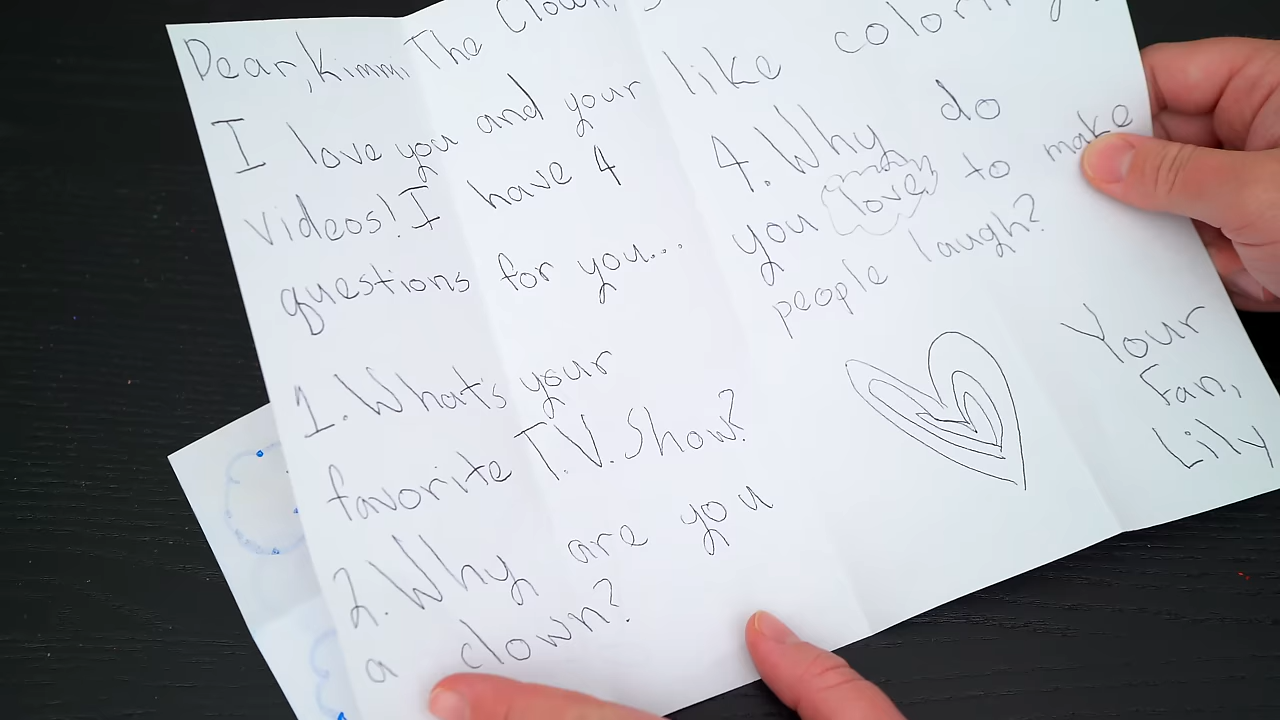 Dear, Kimmi The Clown,
I love you and your
videos! I have 4
questions for you...
1. What's your
favorite T.V. Show?
2. Why are you
a clown?
like coloring
4. Why do
you love to make
people laugh?
Your
Fan,
Lily